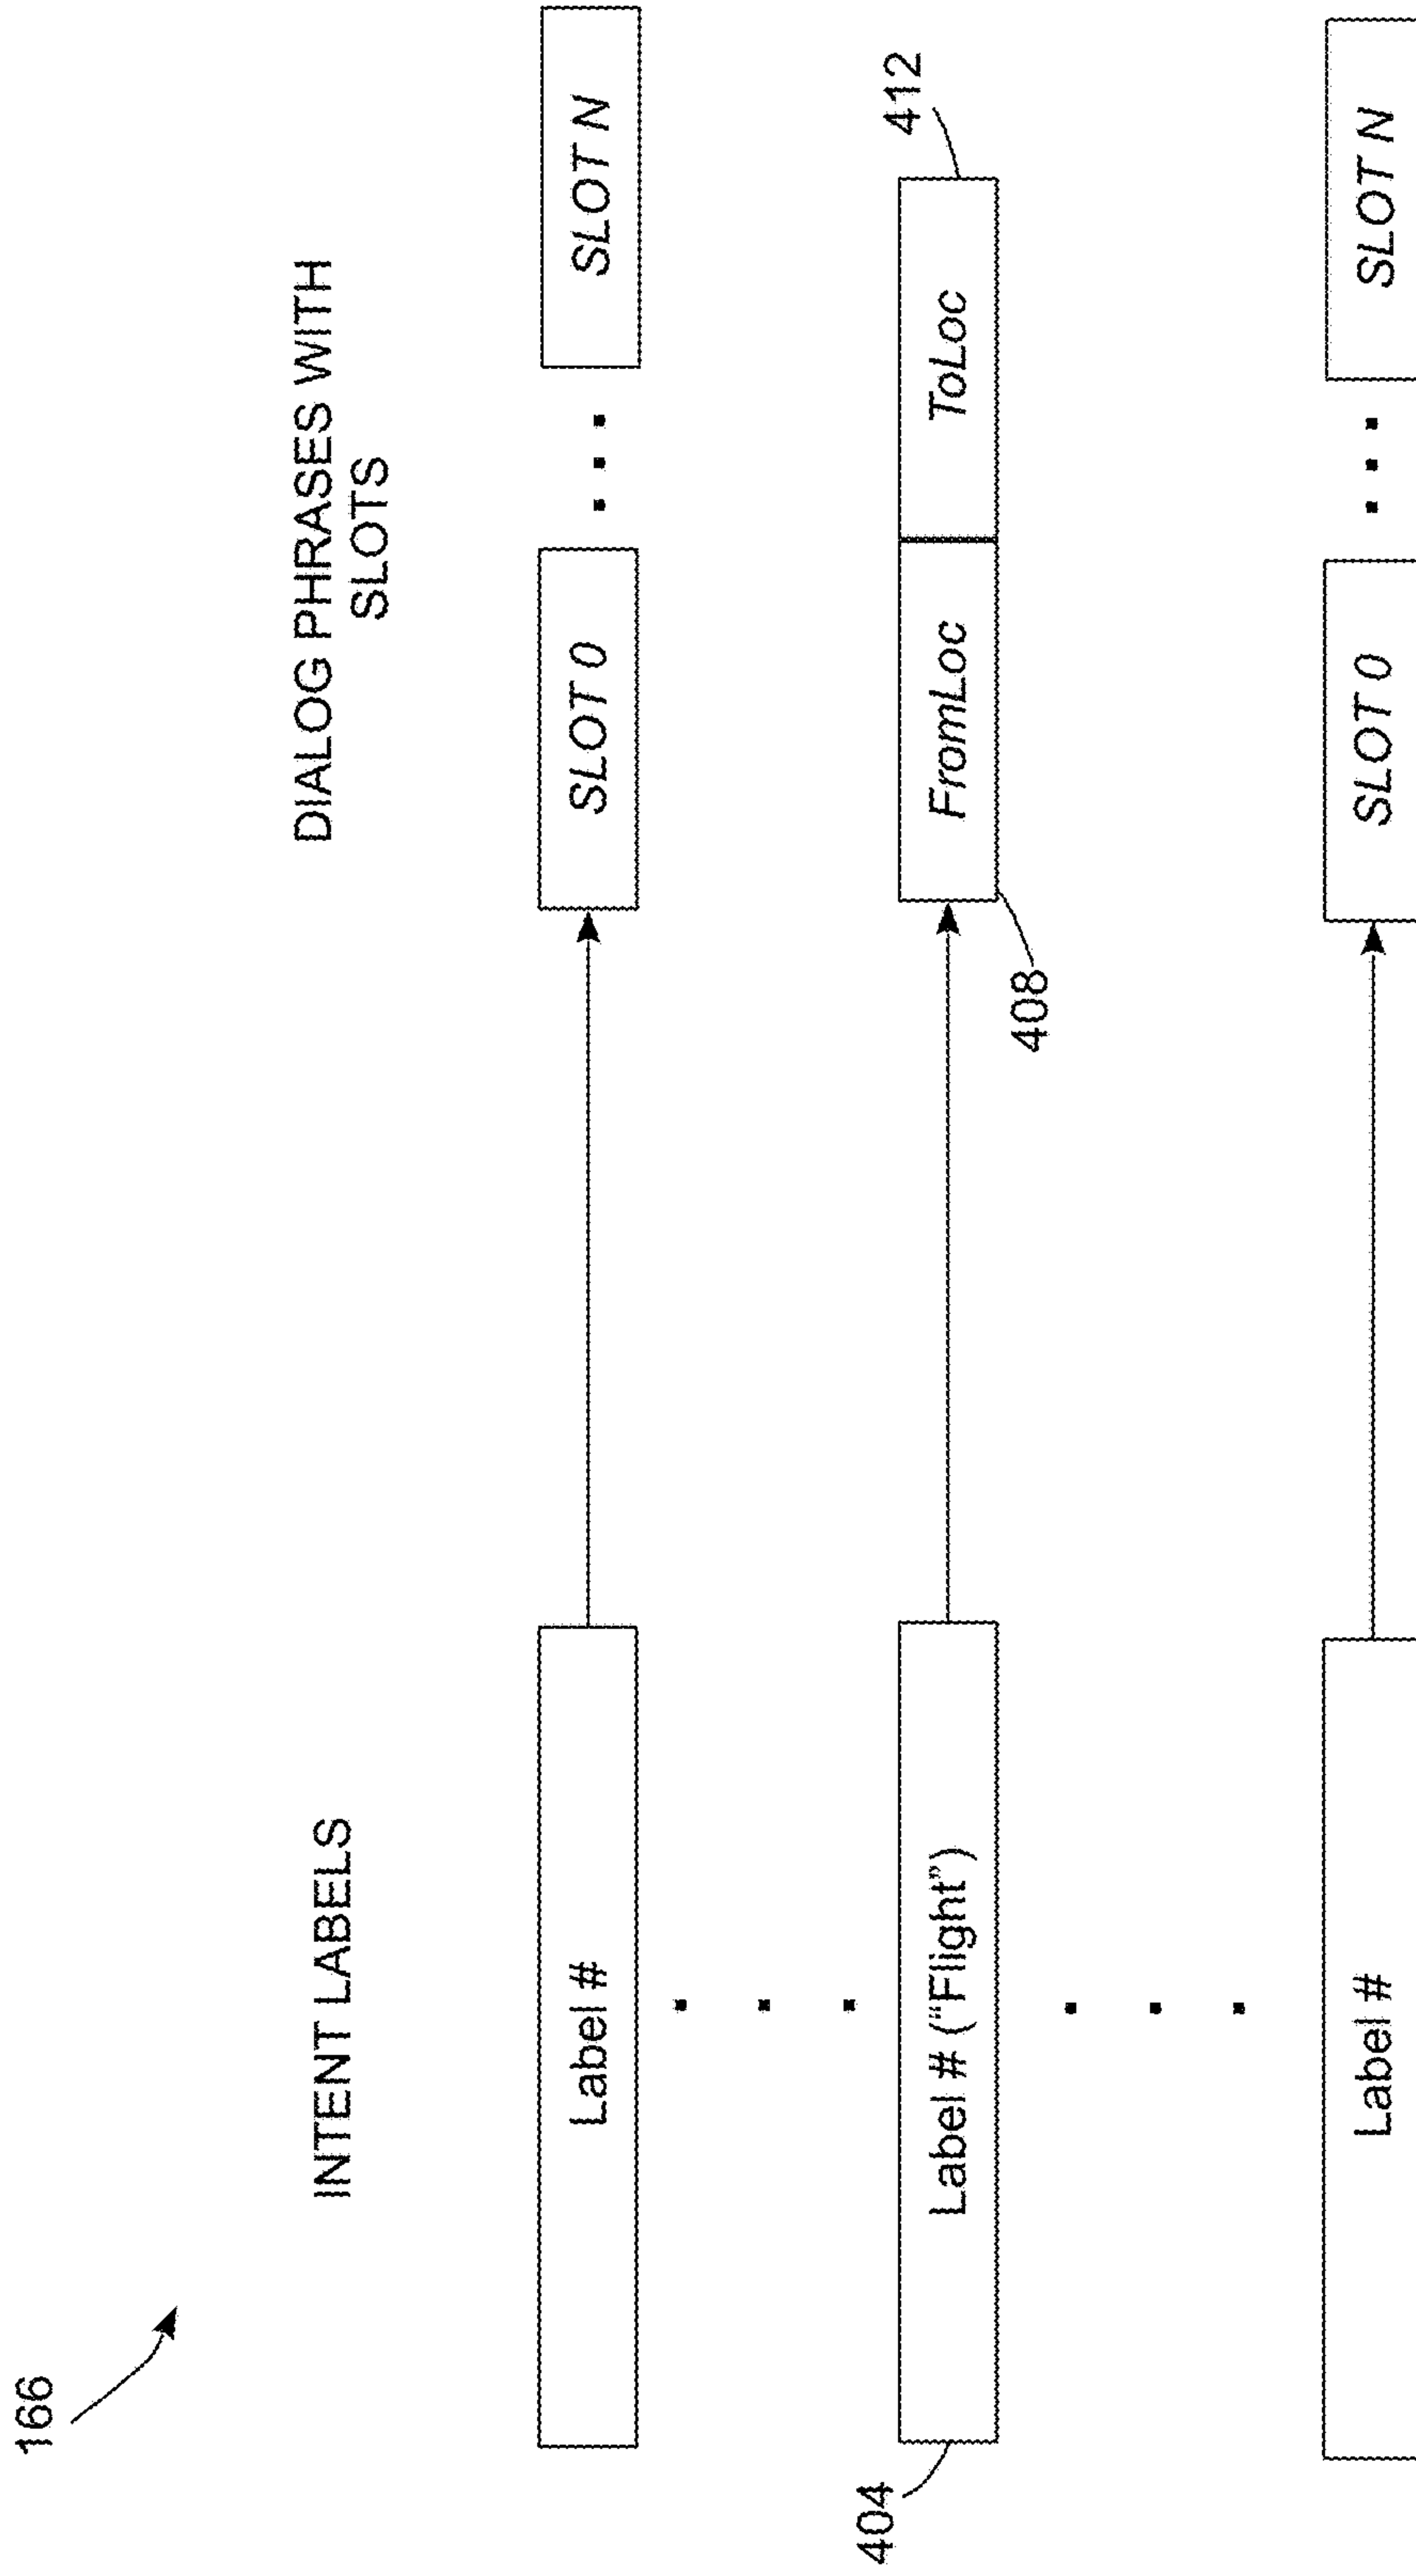 166
INTENT LABELS
DIALOG PHRASES WITH
SLOTS
Label #
SLOT 0
SLOT N
404
Label # (“Flight”)
FromLoc
ToLoc
408
412
Label #
SLOT 0
SLOT N